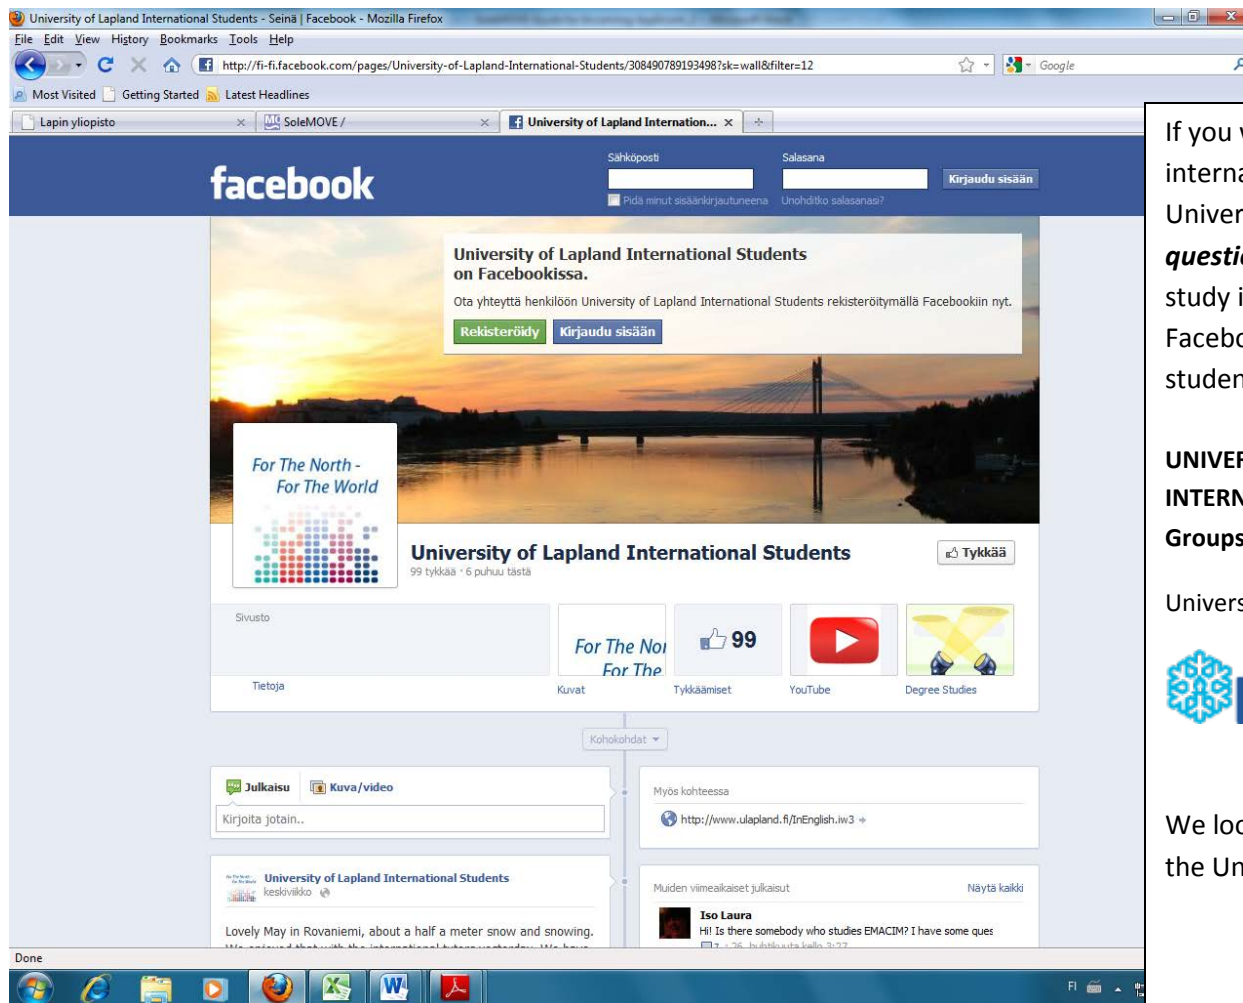 University of Lapland International Students - Seinä | Facebook - Mozilla Firefox
File Edit View History Bookmarks Tools Help
http://fi-fi.facebook.com/pages/University-of-Lapland-International-Students/308490789193498?sk=wall&filter=12
Google
Most Visited Getting Started Latest Headlines
Lapin yliopisto
SoleMOVE /
University of Lapland Internation...
facebook
Sähköposti
Salasana
Kirjaudu sisään
Pidä minut sisäänkirjautuneena
Unohditko salasanasi?
University of Lapland International Students
on Facebookissa.
Ota yhteyttä henkilöön University of Lapland International Students rekisteröitymällä Facebookiin nyt.
Rekisteröidy Kirjaudu sisään
For The North -
For The World
University of Lapland International Students
Tykkää
99 tykkää · 6 puhuu tästä
Sivusto
Tietoja
For The Nor
For The
Kuvat
99
Tykkäämiset
YouTube
Degree Studies
Kohokohdat
Julkaisu Kuva/video
Kirjoita jotain..
University of Lapland International Students
keskiviikko
Lovely May in Rovaniemi, about a half a meter snow and snowing.
Myös kohteessa
http://www.ulapland.fi/InEnglish.iw3
Muiden viimeaikaiset julkaisut
Näytä kaikki
Iso Laura
Hi! Is there somebody who studies EMACIM? I have some ques
Done
FI
If you
interna
Univer
questi
study i
Facebo
studen
UNIVER
INTERN
Groups
Univers
We loo
the Un